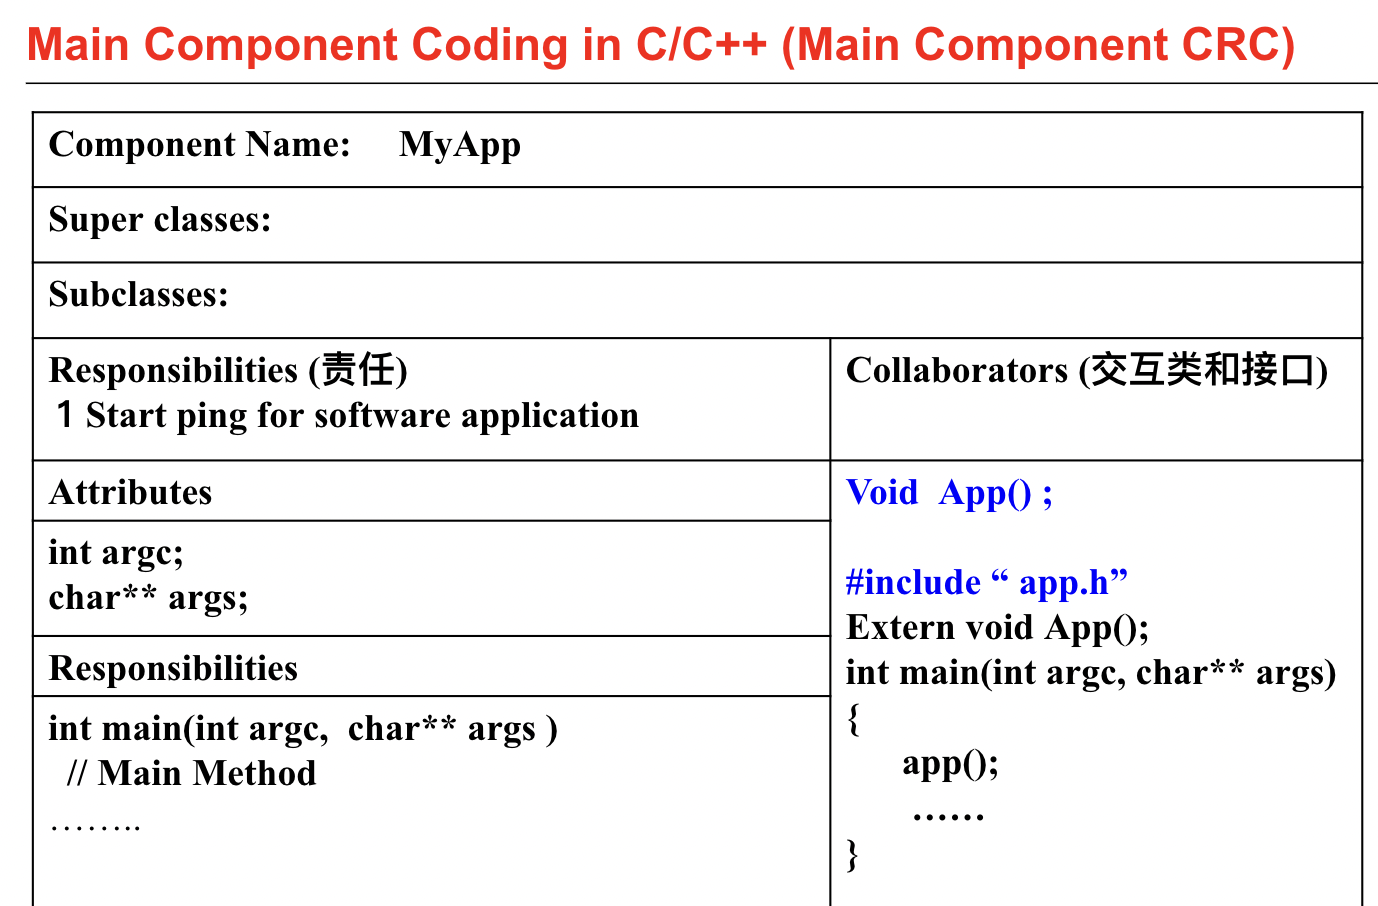 Main Component Coding in C/C++ (Main Component CRC)
Component Name: MyApp
Super classes:
Subclasses:
Responsibilities (责任)
1 Start ping for software application
Collaborators (交互类和接口)
Attributes
int argc;
char** args;
Responsibilities
int main(int argc, char** args )
// Main Method
……..
Void App() ;
#include “ app.h”
Extern void App();
int main(int argc, char** args)
{
app();
……
}